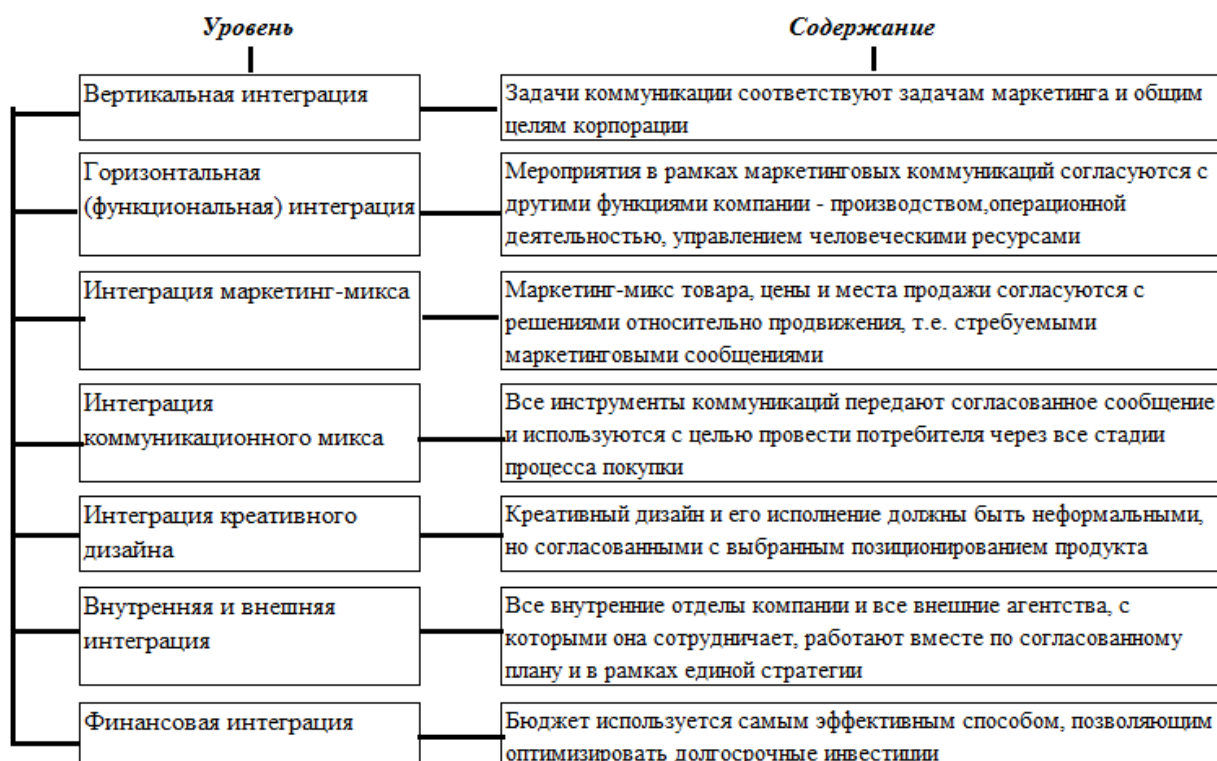 Уровень
Содержание
Вертикальная интеграция
Задачи коммуникации соответствуют задачам маркетинга и общим
целям корпорации
Горизонтальная
(функциональная) интеграция
Мероприятия в рамках маркетинговых коммуникаций согласуются с
другими функциями компании - производством,операционной
деятельностью, управлением человеческими ресурсами
Интеграция маркетинг-микса
Маркетинг-микс товара, цены и места продажи согласуются с
решениями относительно продвижения, т.е. стребуемыми
маркетинговыми сообщениями
Интеграция
коммуникационного микса
Все инструменты коммуникаций передают согласованное сообщение
и используются с целью провести потребителя через все стадии
процесса покупки
Интеграция креативного
дизайна
Креативный дизайн и его исполнение должны быть неформальными,
но согласованными с выбранным позиционированием продукта
Внутренняя и внешняя
интеграция
Все внутренние отделы компании и все внешние агентства, с
которыми она сотрудничает, работают вместе по согласованному
плану и в рамках единой стратегии
Финансовая интеграция
Бюджет используется самым эффективным способом, позволяющим
оптимизировать долгосрочные инвестиции